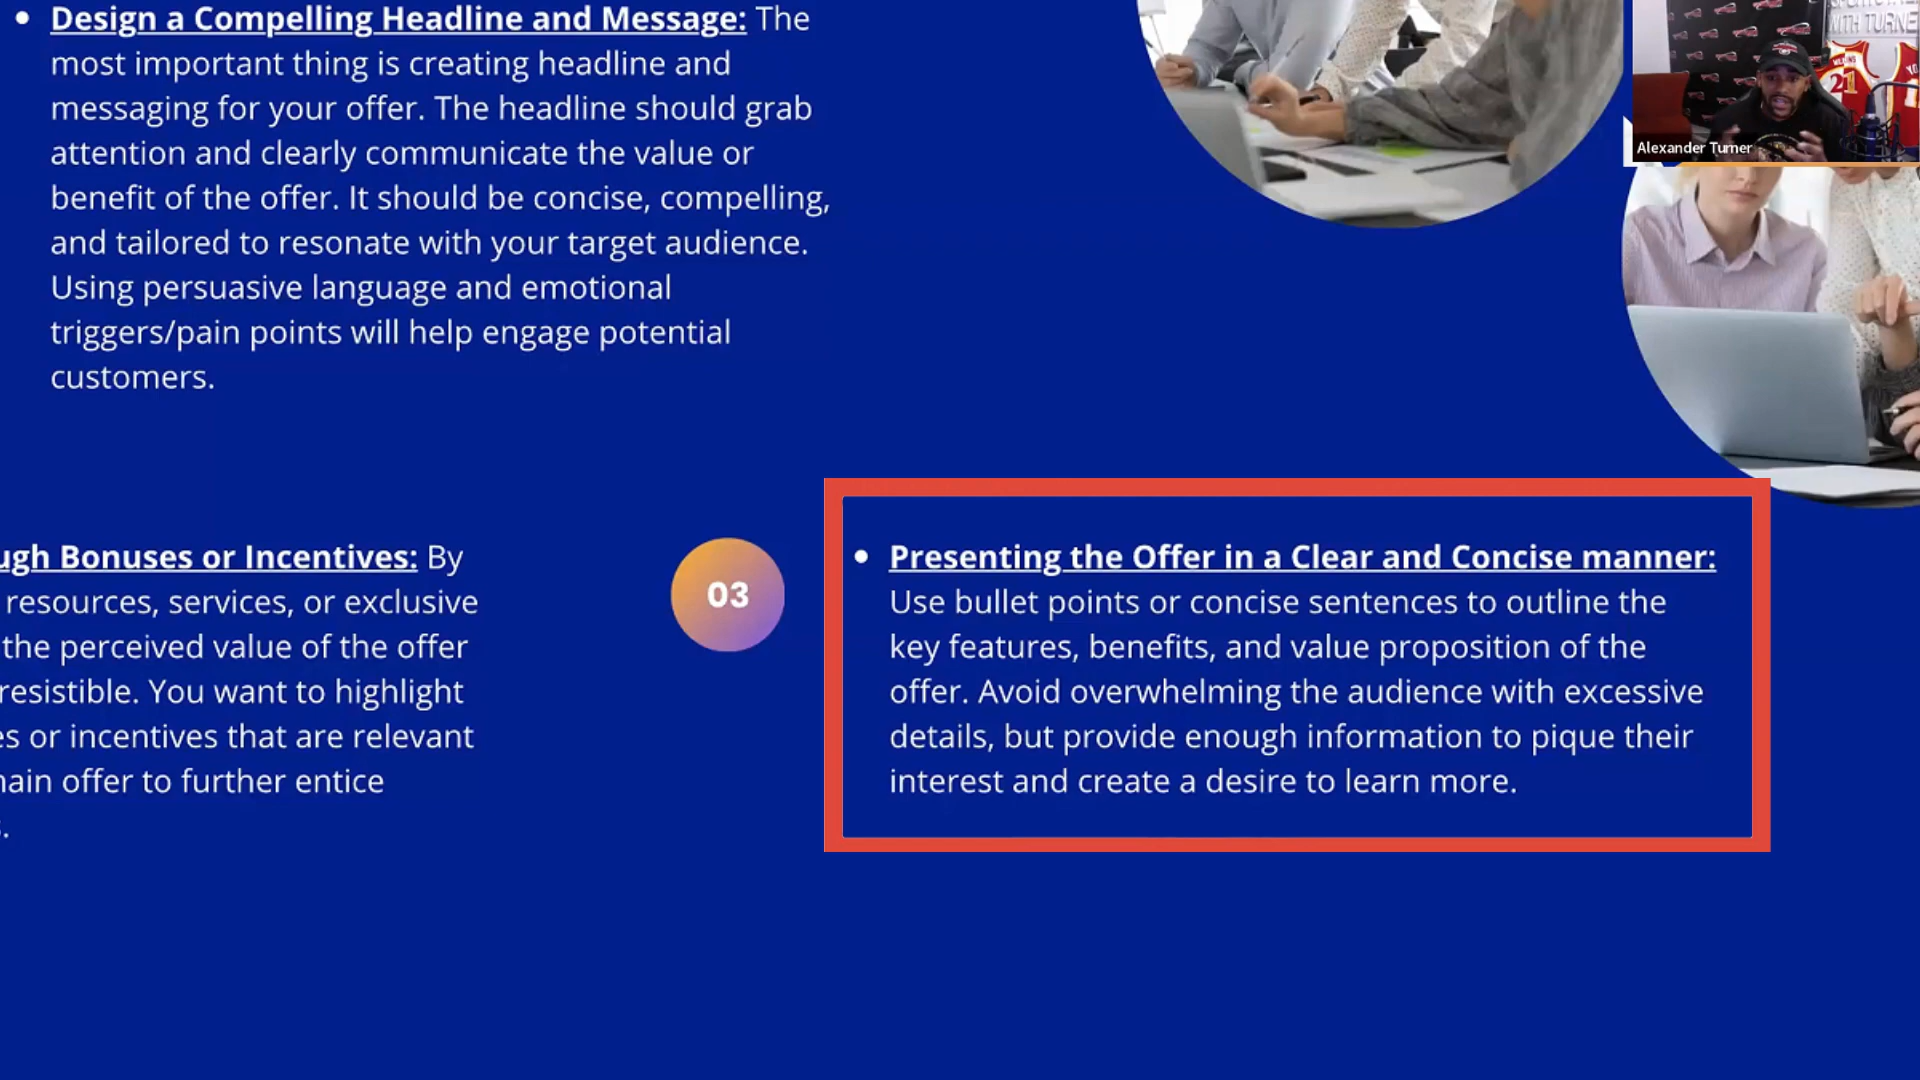 Design a Compelling Headline and Message: The
most important thing is creating headline and
messaging for your offer. The headline should grab
attention and clearly communicate the value or
benefit of the offer. It should be concise, compelling,
and tailored to resonate with your target audience.
Using persuasive language and emotional
triggers/pain points will help engage potential
customers.
WITH TURNE
21
Alexander Turner
ugh Bonuses or Incentives: By
resources, services, or exclusive
the perceived value of the offer
resistible. You want to highlight
es or incentives that are relevant
main offer to further entice
.
03
Presenting the Offer in a Clear and Concise manner:
Use bullet points or concise sentences to outline the
key features, benefits, and value proposition of the
offer. Avoid overwhelming the audience with excessive
details, but provide enough information to pique their
interest and create a desire to learn more.